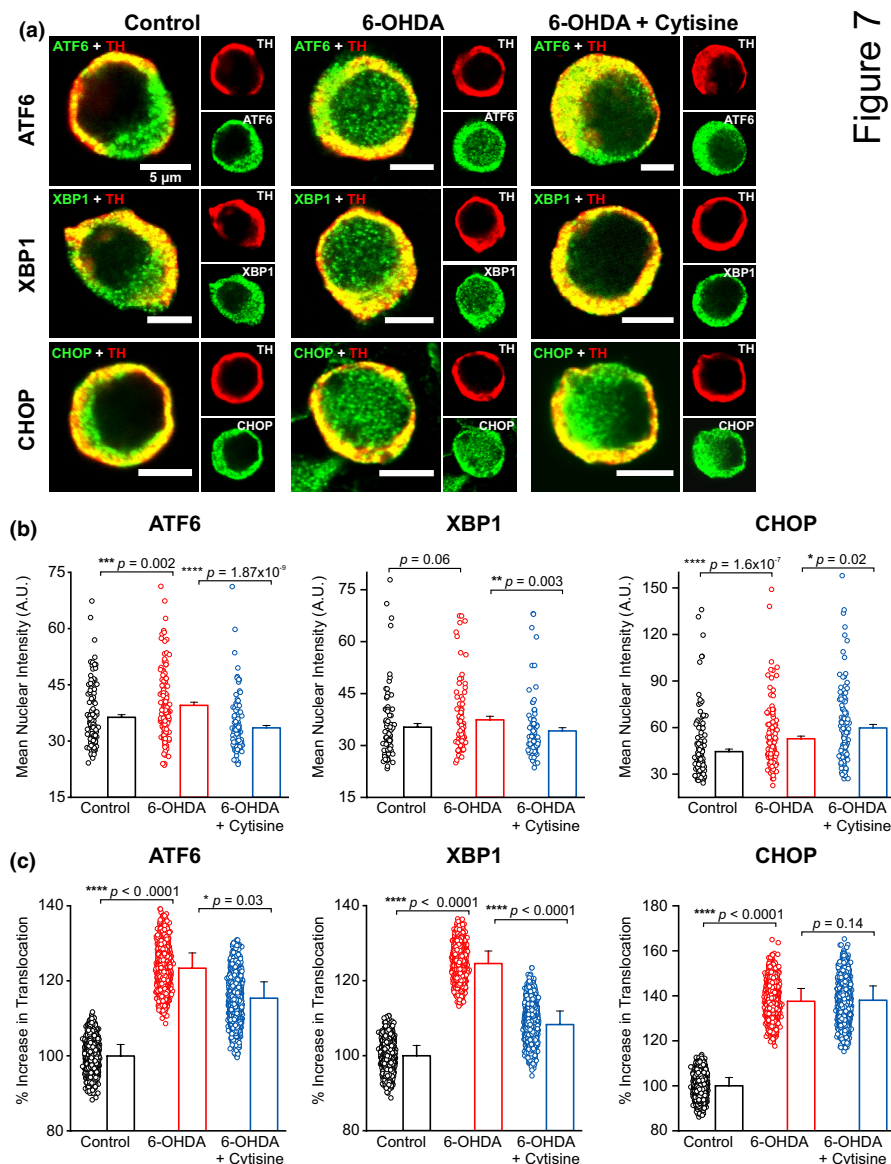 Figure 7
(a)
Control
6-OHDA
6-OHDA + Cytisine
ATF6
ATF6 + TH
TH
ATF6
5 µm
ATF6 + TH
TH
ATF6
ATF6 + TH
TH
ATF6
XBP1
XBP1 + TH
TH
XBP1
XBP1 + TH
TH
XBP1
XBP1 + TH
TH
XBP1
CHOP
CHOP + TH
TH
CHOP
CHOP + TH
TH
CHOP
CHOP + TH
TH
CHOP
(b)
ATF6
Mean Nuclear Intensity (A.U.)
75
60
45
30
15
*** p = 0.002
**** p = 1.87x10⁻⁹
Control
6-OHDA
6-OHDA
+ Cytisine
XBP1
Mean Nuclear Intensity (A.U.)
75
60
45
30
15
p = 0.06
** p = 0.003
Control
6-OHDA
6-OHDA
+ Cytisine
CHOP
Mean Nuclear Intensity (A.U.)
150
120
90
60
30
**** p = 1.6x10⁻⁷
* p = 0.02
Control
6-OHDA
6-OHDA
+ Cytisine
(c)
ATF6
% Increase in Translocation
140
120
100
80
**** p < 0 .0001
* p = 0.03
Control
6-OHDA
6-OHDA
+ Cytisine
XBP1
% Increase in Translocation
140
120
100
80
**** p < 0.0001
**** p <0.0001
Control
6-OHDA
6-OHDA
+ Cytisine
CHOP
% Increase in Translocation
180
160
140
120
100
80
**** p <0.0001
p = 0.14
Control
6-OHDA
6-OHDA
+ Cytisine